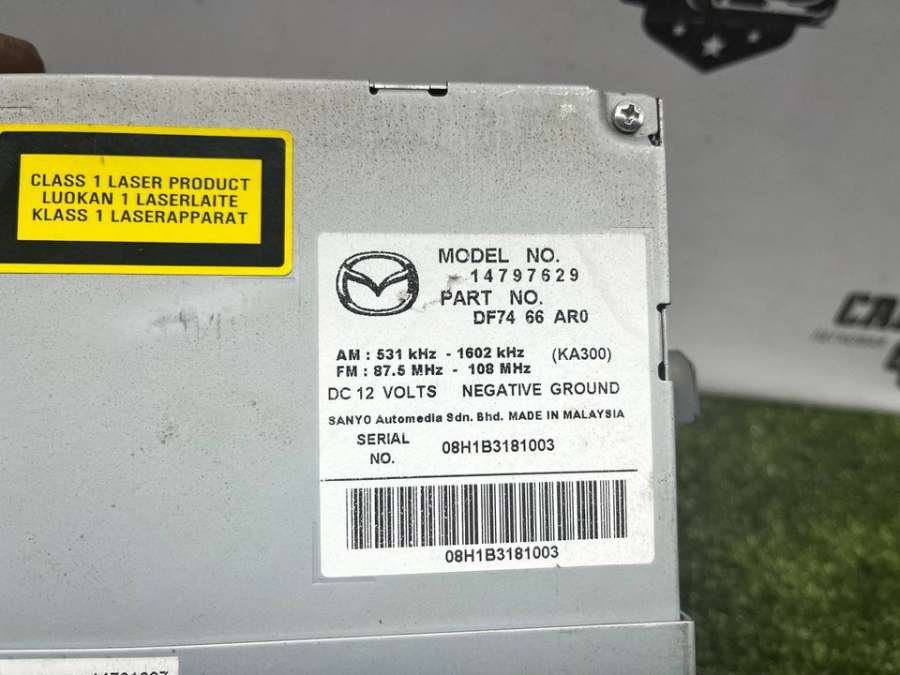 CLASS 1 LASER PRODUCT
LUOKAN 1 LASERLAITE
KLASS 1 LASERAPPARAT
MODEL NO.
14797629
PART NO.
DF74 66 AR0
AM : 531 kHz - 1602 kHz (KA300)
FM : 87.5 MHz - 108 MHz
DC 12 VOLTS NEGATIVE GROUND
SANYO Automedia Sdn. Bhd. MADE IN MALAYSIA
SERIAL NO. 08H1B3181003
08H1B3181003